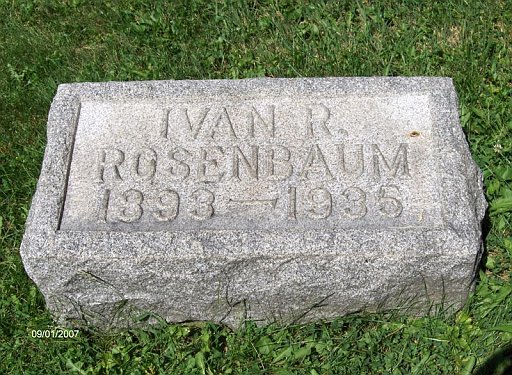 IVAN R.
ROSENBAUM
1893 — 1935
09/01/2007